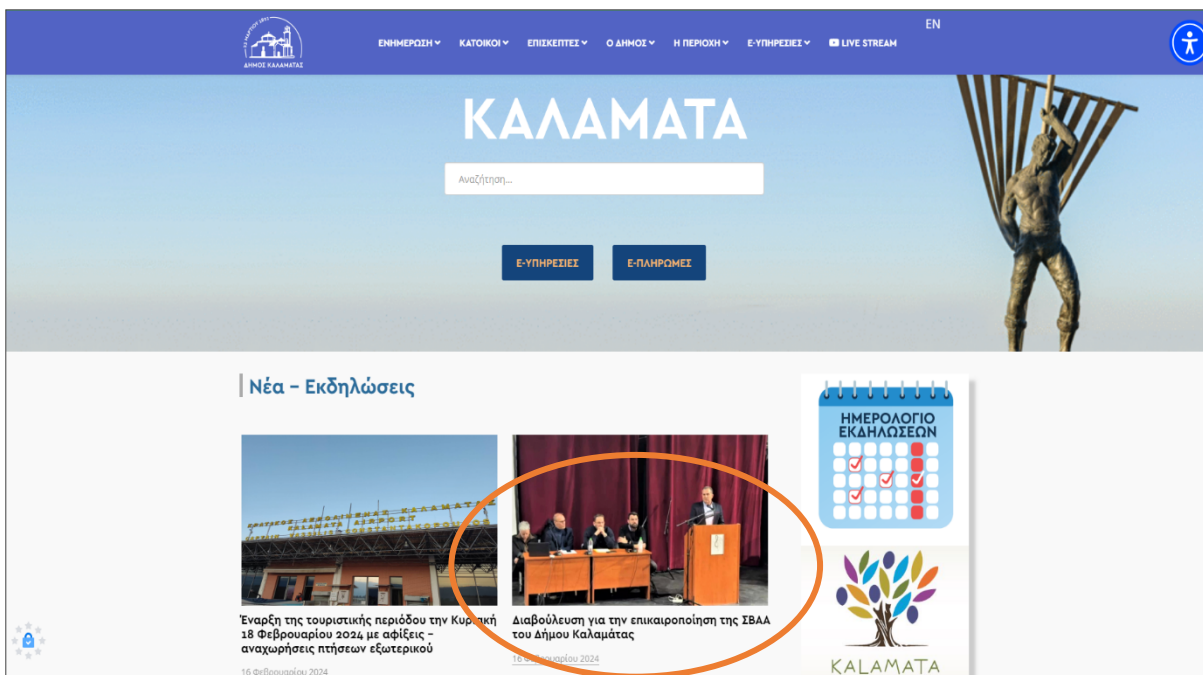 EN
ΕΝΗΜΕΡΩΣΗ ΚΑΤΟΙΚΟΙ ΕΠΙΣΚΕΠΤΕΣ Ο ΔΗΜΟΣ Η ΠΕΡΙΟΧΗ Ε-ΥΠΗΡΕΣΙΕΣ LIVE STREAM
ΔΗΜΟΣ ΚΑΛΑΜΑΤΑΣ
ΚΑΛΑΜΑΤΑ
Αναζήτηση...
Ε-ΥΠΗΡΕΣΙΕΣ Ε-ΠΛΗΡΩΜΕΣ
Νέα – Εκδηλώσεις
ΗΜΕΡΟΛΟΓΙΟ
ΕΚΔΗΛΩΣΕΩΝ
KALAMATA AIRPORT
Έναρξη της τουριστικής περιόδου την Κυριακή
18 Φεβρουαρίου 2024 με αφίξεις –
αναχωρήσεις πτήσεων εξωτερικού
16 Φεβρουαρίου 2024
Διαβούλευση για την επικαιροποίηση της ΣΒΑΑ
του Δήμου Καλαμάτας
16 Φεβρουαρίου 2024
KALAMATA